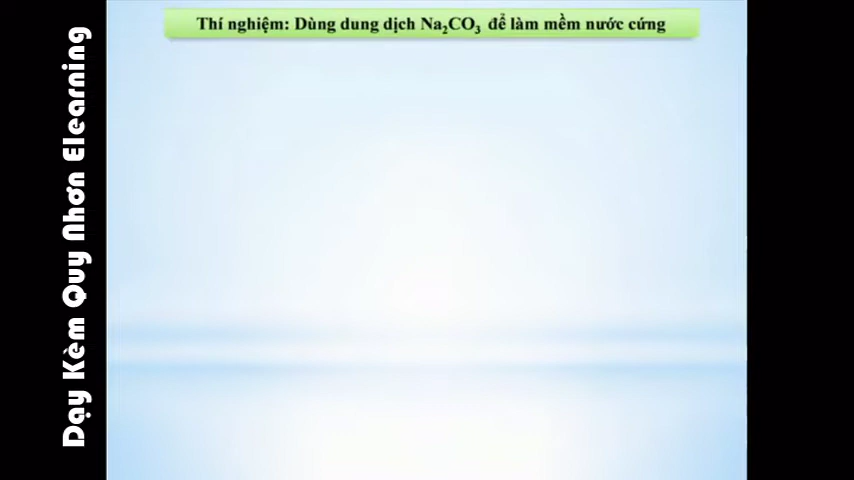 Thí nghiệm: Dùng dung dịch Na₂CO₃ để làm mềm nước cứng
Dạy Kèm Quy Nhơn Elearning